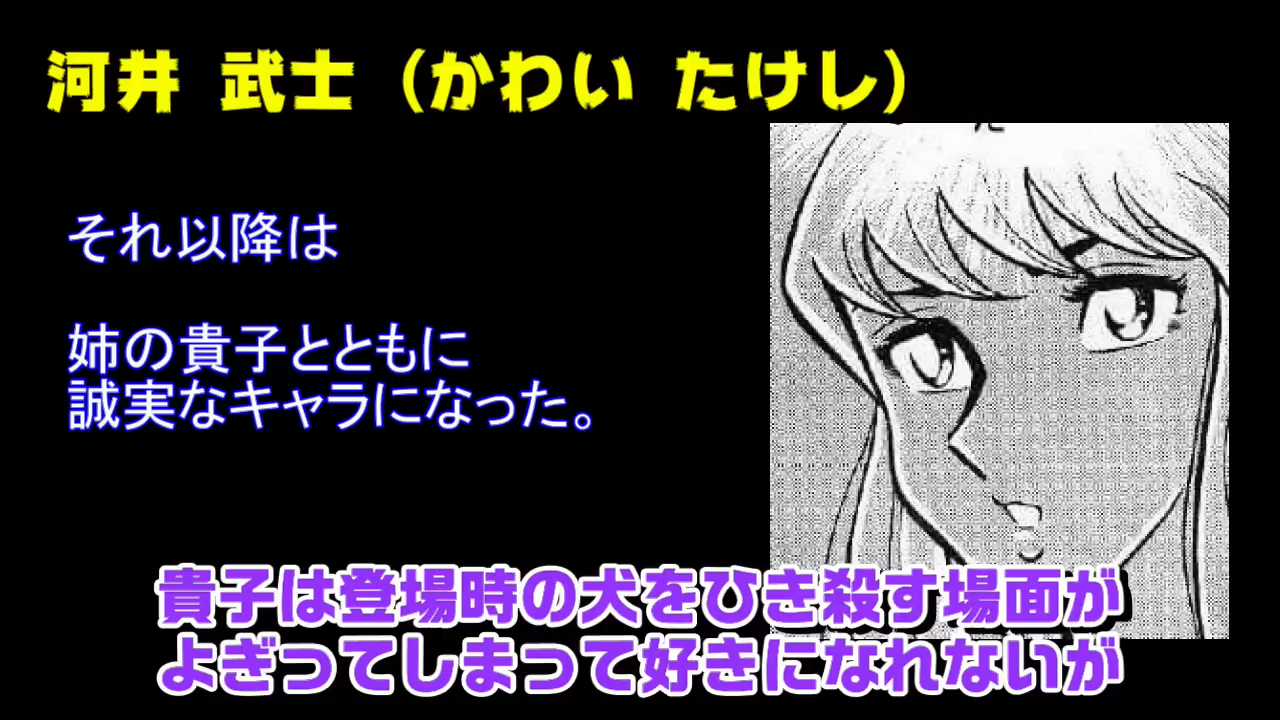 河井 武士（かわい たけし）
それ以降は
姉の貴子とともに
誠実なキャラになった。
貴子は登場時の犬をひき殺す場面が
よぎってしまって好きになれないが